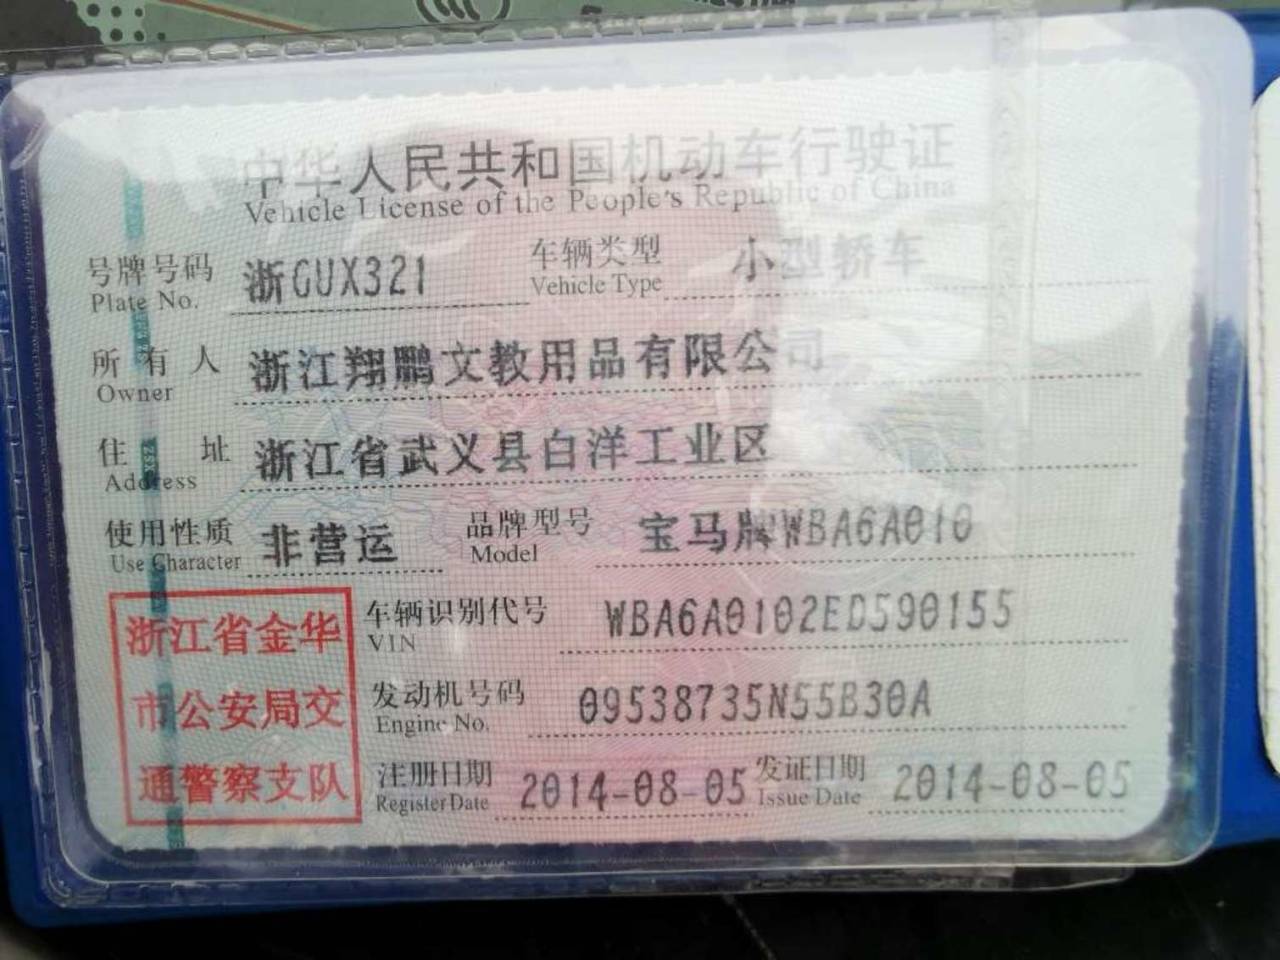 中华人民共和国机动车行驶证
Vehicle License of the People's Republic of China
号牌号码 浙GUX321 车辆类型 小型轿车
Plate No. Vehicle Type
所有人 浙江翔鹏文教用品有限公司
Owner
住址 浙江省武义县白洋工业区
Address
使用性质 非营运 品牌型号 宝马牌WBA6A010
Use Character Model
浙江省金华
市公安局交
通警察支队
车辆识别代号 WBA6A0102ED590155
VIN
发动机号码 09538735N55B30A
Engine No.
注册日期 2014-08-05 发证日期 2014-08-05
Register Date Issue Date